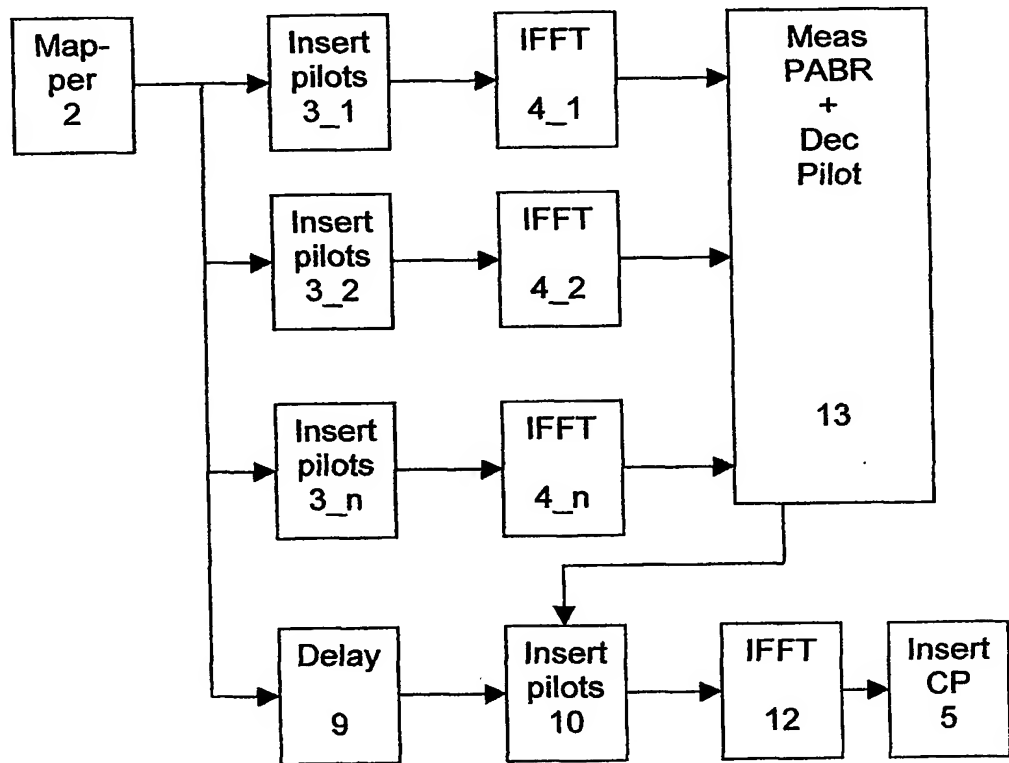 Map-
per
2
Insert
pilots
3_1
IFFT
4_1
Meas
PABR
+
Dec
Pilot
13
Insert
pilots
3_2
IFFT
4_2
Insert
pilots
3_n
IFFT
4_n
Delay
9
Insert
pilots
10
IFFT
12
Insert
CP
5